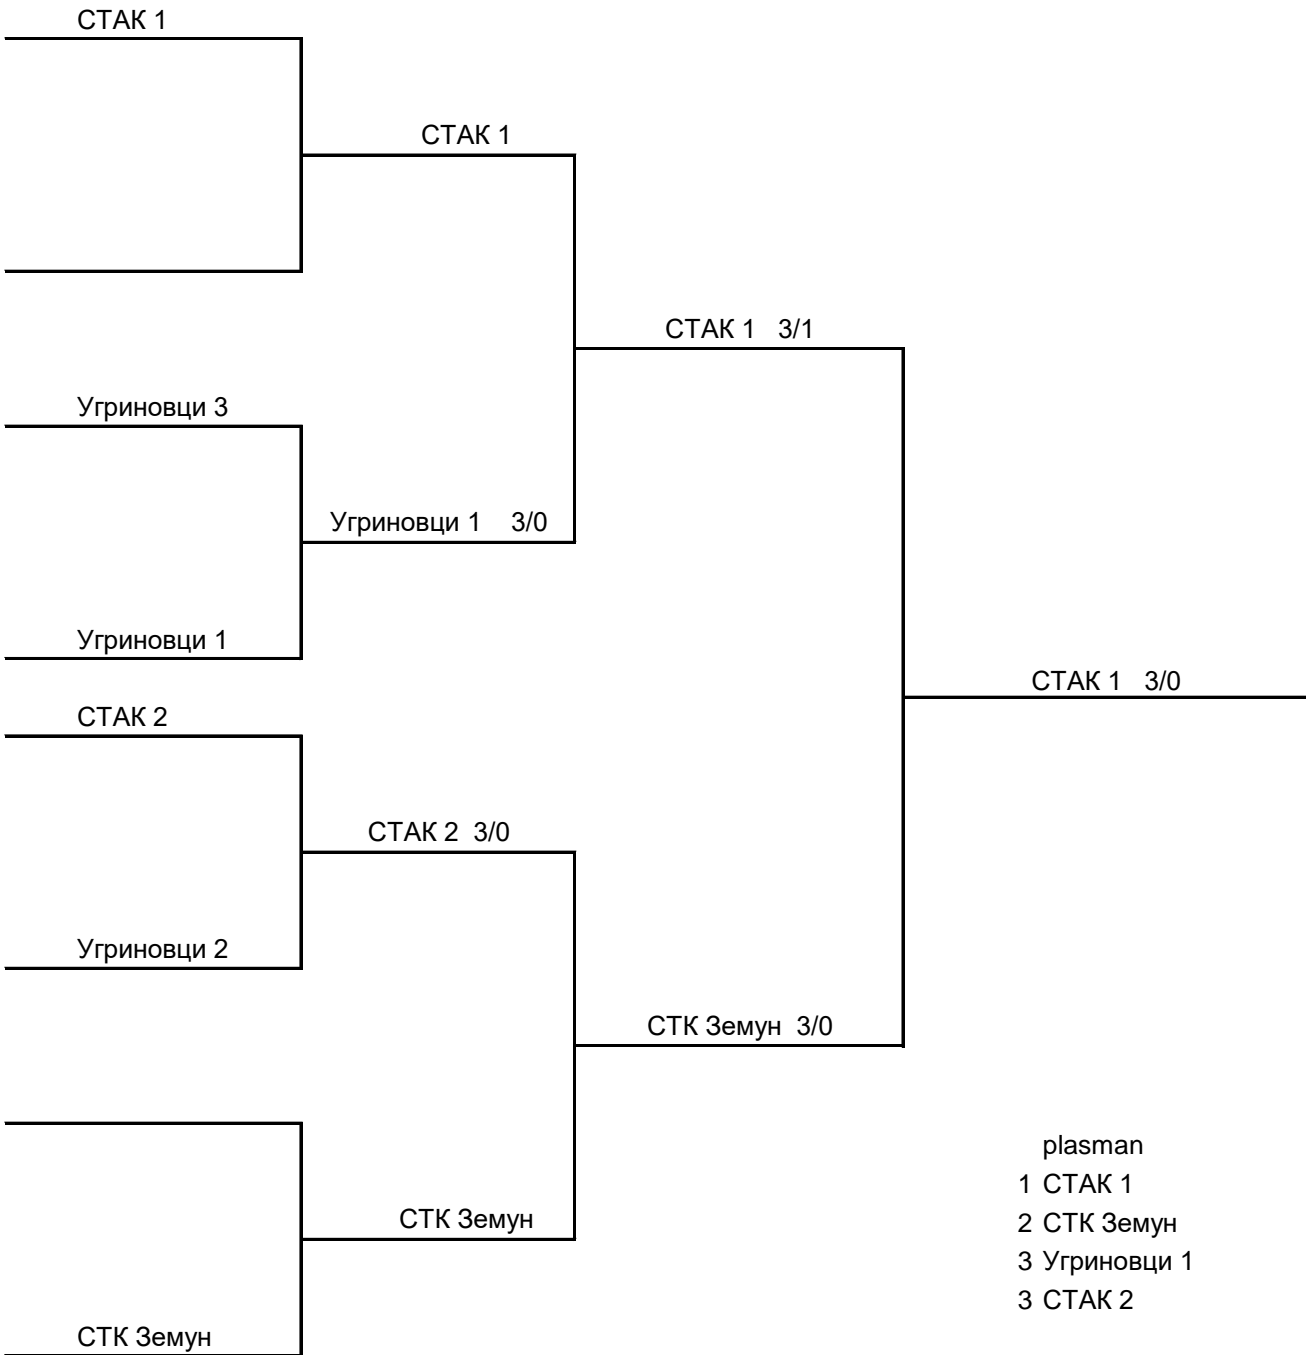 СТАК 1
СТАК 1
СТАК 1 3/1
Угриновци 3
Угриновци 1 3/0
Угриновци 1
СТАК 1 3/0
СТАК 2
СТАК 2 3/0
Угриновци 2
СТК Земун 3/0
plasman
1 СТАК 1
СТК Земун
2 СТК Земун
3 Угриновци 1
3 СТАК 2
СТК Земун